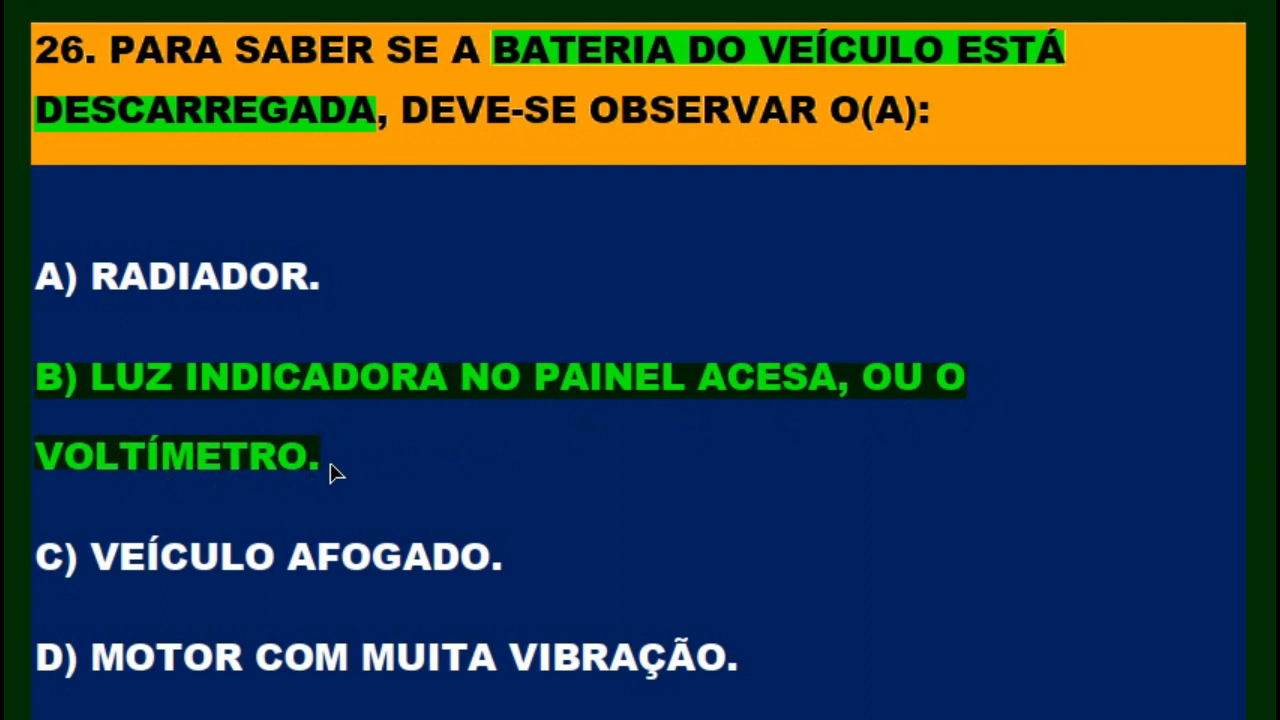 26. PARA SABER SE A BATERIA DO VEÍCULO ESTÁ
DESCARREGADA, DEVE-SE OBSERVAR O(A):
A) RADIADOR.
B) LUZ INDICADORA NO PAINEL ACESA, OU O
VOLTÍMETRO.
C) VEÍCULO AFOGADO.
D) MOTOR COM MUITA VIBRAÇÃO.